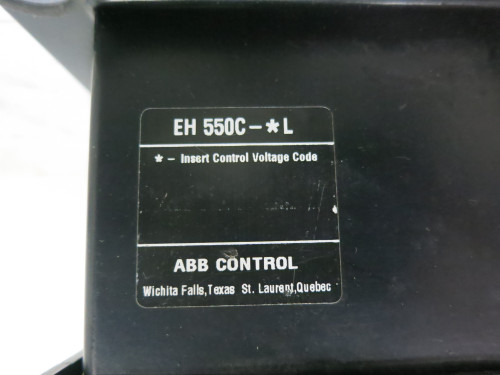 EH 550C-*L
* - Insert Control Voltage Code
ABB CONTROL
Wichita Falls,Texas St. Laurent,Quebec